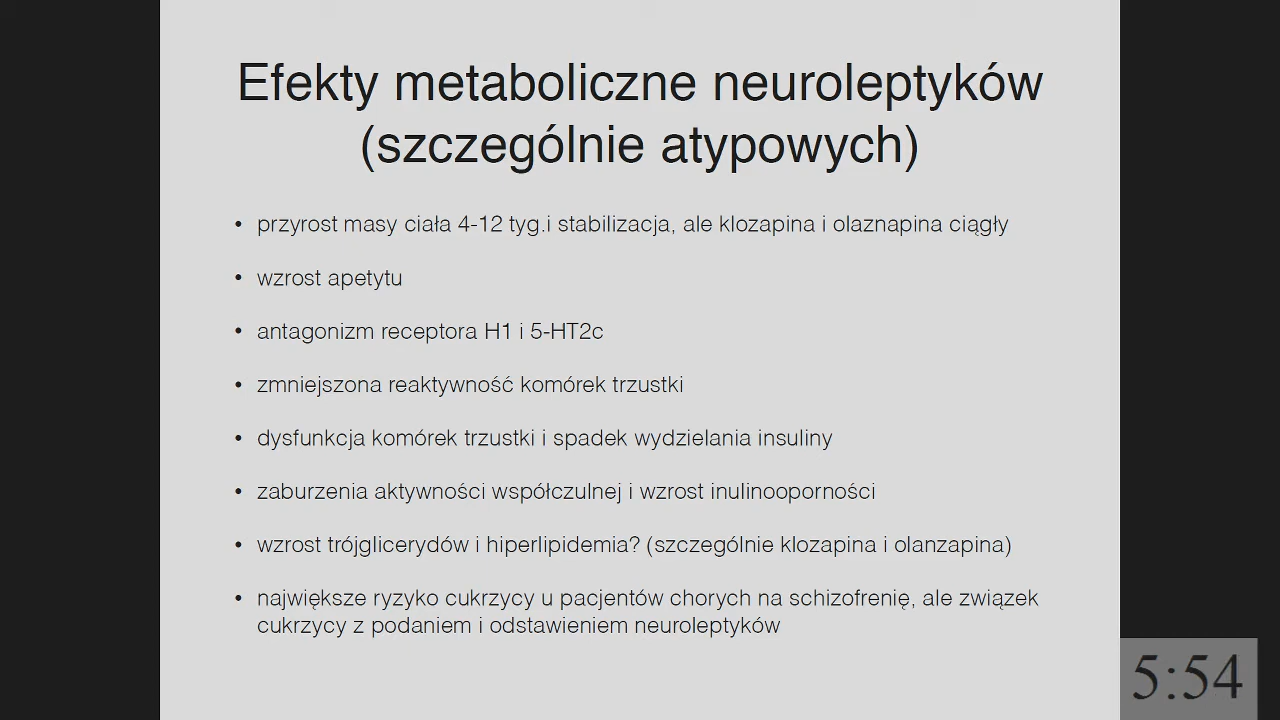 Efekty metaboliczne neuroleptyków
(szczególnie atypowych)
• przyrost masy ciała 4-12 tyg.i stabilizacja, ale klozapina i olaznapina ciągły
• wzrost apetytu
• antagonizm receptora H1 i 5-HT2c
• zmniejszona reaktywność komórek trzustki
• dysfunkcja komórek trzustki i spadek wydzielania insuliny
• zaburzenia aktywności współczulnej i wzrost inulinooporności
• wzrost trójglicerydów i hiperlipidemia? (szczególnie klozapina i olanzapina)
• największe ryzyko cukrzycy u pacjentów chorych na schizofrenię, ale związek
cukrzycy z podaniem i odstawieniem neuroleptyków
5:54